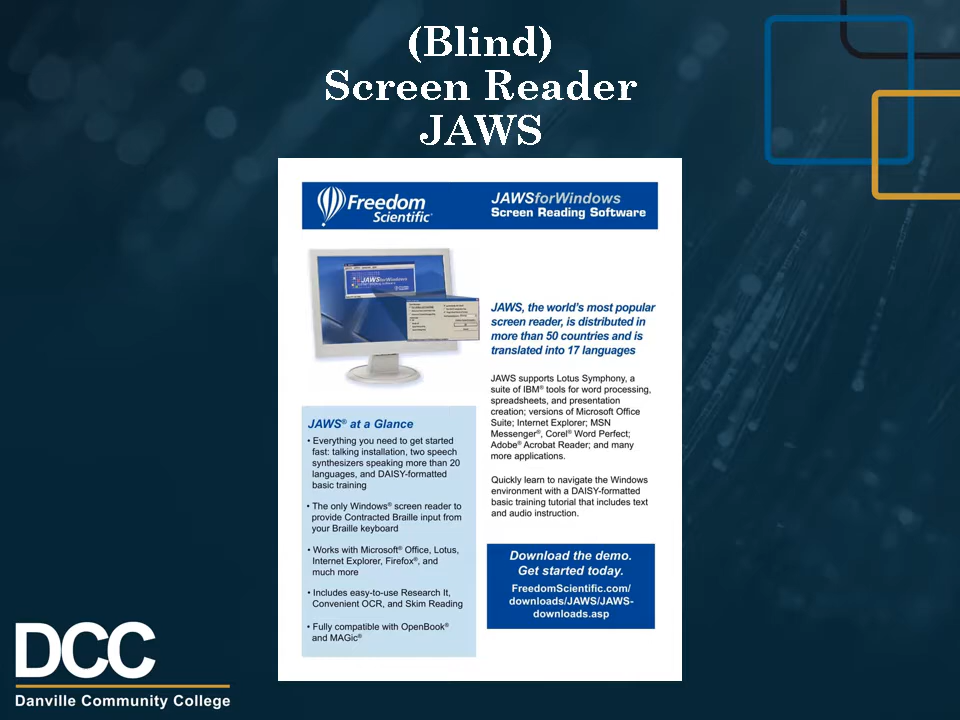 (Blind)
Screen Reader
JAWS
Freedom
Scientific®
JAWSforWindows
Screen Reading Software
JAWSforWindows
JAWS, the world's most popular
screen reader, is distributed in
more than 50 countries and is
translated into 17 languages
JAWS supports Lotus Symphony, a
suite of IBM® tools for word processing,
spreadsheets, and presentation
creation; versions of Microsoft Office
Suite; Internet Explorer; MSN
Messenger®, Corel® Word Perfect;
Adobe® Acrobat Reader; and many
more applications.
Quickly learn to navigate the Windows
environment with a DAISY-formatted
basic training tutorial that includes text
and audio instruction.
JAWS® at a Glance
• Everything you need to get started
fast: talking installation, two speech
synthesizers speaking more than 20
languages, and DAISY-formatted
basic training
• The only Windows® screen reader to
provide Contracted Braille input from
your Braille keyboard
• Works with Microsoft® Office, Lotus,
Internet Explorer, Firefox®, and
much more
• Includes easy-to-use Research It,
Convenient OCR, and Skim Reading
• Fully compatible with OpenBook®
and MAGic®
Download the demo.
Get started today.
FreedomScientific.com/
downloads/JAWS/JAWS-
downloads.asp
DCC
Danville Community College